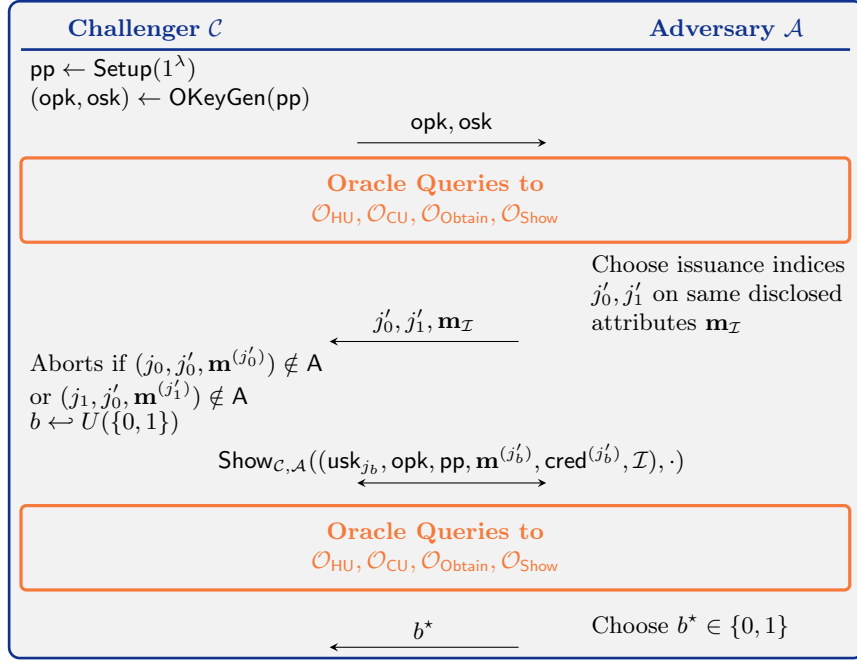 Challenger 𝒞 Adversary 𝒜
pp ← Setup(1^λ)
(opk, osk) ← OKeyGen(pp)
opk, osk
Oracle Queries to
𝒪_HU, 𝒪_CU, 𝒪_Obtain, 𝒪_Show
Choose issuance indices
j′_0, j′_1 on same disclosed
attributes 𝐦_ℐ
j′_0, j′_1, 𝐦_ℐ
Aborts if (j_0, j′_0, 𝐦^(j′_0)) ∉ A
or (j_1, j′_0, 𝐦^(j′_1)) ∉ A
b ↩ U({0, 1})
Show_𝒞,𝒜((usk_{j_b}, opk, pp, 𝐦^(j′_b), cred^(j′_b), ℐ), ·)
Oracle Queries to
𝒪_HU, 𝒪_CU, 𝒪_Obtain, 𝒪_Show
Choose b^⋆ ∈ {0, 1}
b^⋆